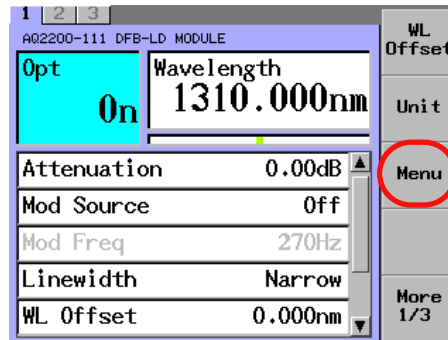 1 2 3
AQ2200-111 DFB-LD MODULE
Opt
On
Wavelength
1310.000nm
Attenuation 0.00dB
Mod Source Off
Mod Freq 270Hz
Linewidth Narrow
WL Offset 0.000nm
WL
Offset
Unit
Menu
More
1/3